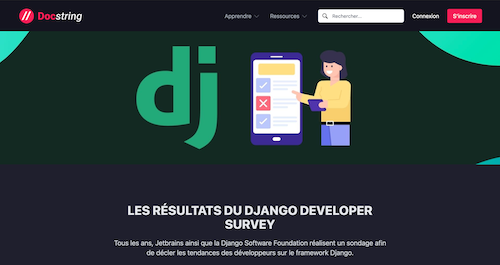 Docstring
Apprendre
Ressources
Rechercher...
Connexion
S'inscrire
dj
LES RÉSULTATS DU DJANGO DEVELOPER
SURVEY
Tous les ans, Jetbrains ainsi que la Django Software Foundation réalisent un sondage afin
de décler les tendances des développeurs sur le framework Django.